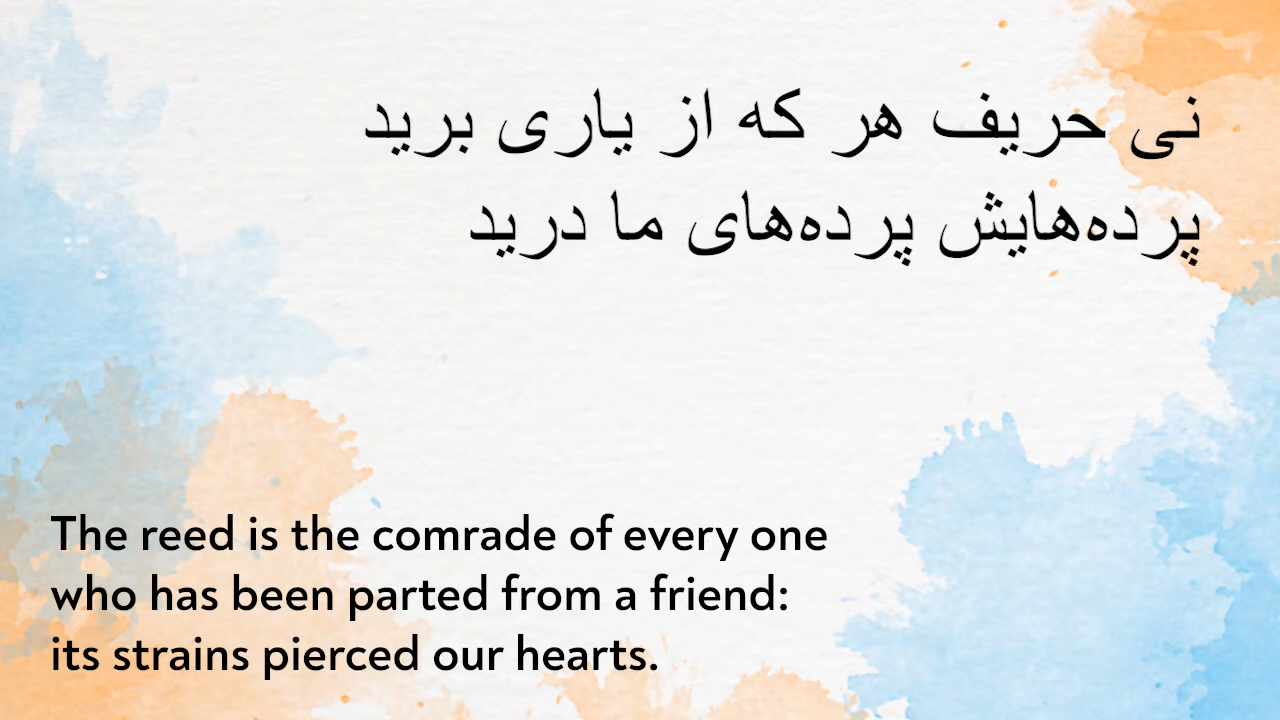 نی حریف هر که از یاری برید
پرده‌هایش پرده‌های ما درید
The reed is the comrade of every one
who has been parted from a friend:
its strains pierced our hearts.